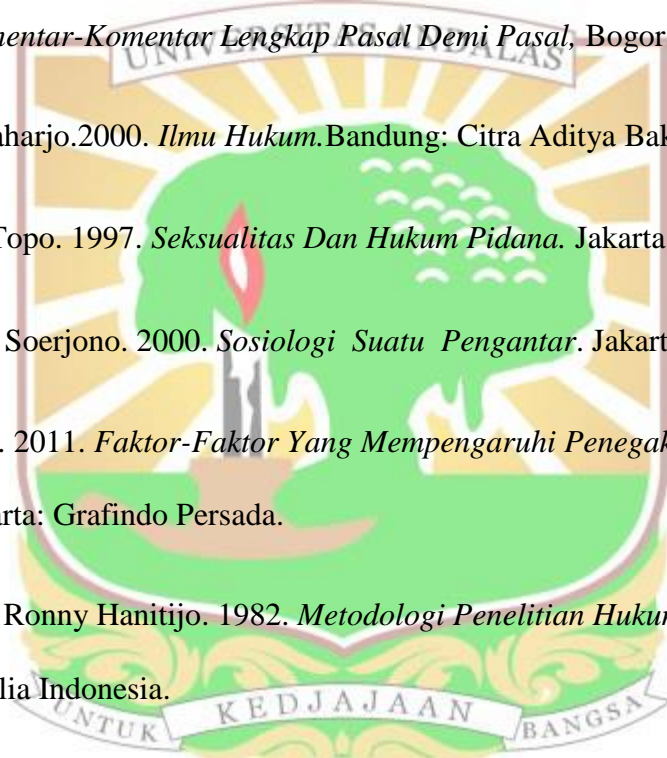 mentar-Komentar Lengkap Pasal Demi Pasal, Bogor
UNIVERSITAS ANDALAS
aharjo.2000. Ilmu Hukum.Bandung: Citra Aditya Bak
Topo. 1997. Seksualitas Dan Hukum Pidana. Jakarta
Soerjono. 2000. Sosiologi Suatu Pengantar. Jakart
. 2011. Faktor-Faktor Yang Mempengaruhi Penegak
arta: Grafindo Persada.
Ronny Hanitijo. 1982. Metodologi Penelitian Hukum
lia Indonesia.
UNTUK KEDJAJAAN BANGSA